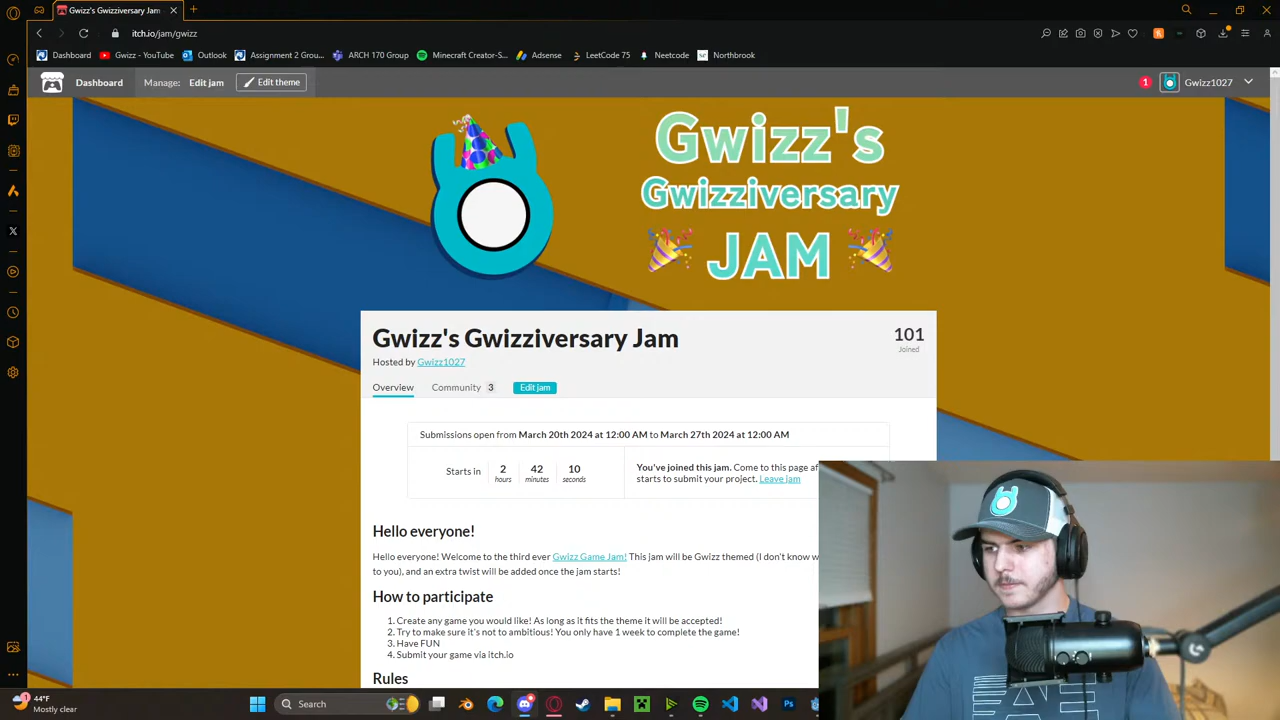 Gwizz's Gwizziversary Jam
itch.io/jam/gwizz
Dashboard
Gwizz - YouTube
Outlook
Assignment 2 Grou...
ARCH 170 Group
Minecraft Creator-S...
Adsense
LeetCode 75
Neetcode
Northbrook
Dashboard
Manage:
Edit jam
Edit theme
1
Gwizz1027
Gwizz's
Gwizziversary
JAM
Gwizz's Gwizziversary Jam
101
Joined
Hosted by Gwizz1027
Overview
Community 3
Edit jam
Submissions open from March 20th 2024 at 12:00 AM to March 27th 2024 at 12:00 AM
Starts in
2 hours
42 minutes
10 seconds
You've joined this jam. Come to this page af
starts to submit your project. Leave jam
Hello everyone!
Hello everyone! Welcome to the third ever Gwizz Game Jam! This jam will be Gwizz themed (I don't know w
to you), and an extra twist will be added once the jam starts!
How to participate
1. Create any game you would like! As long as it fits the theme it will be accepted!
2. Try to make sure it's not to ambitious! You only have 1 week to complete the game!
3. Have FUN
4. Submit your game via itch.io
Rules
1
44°F
Mostly clear
Search
Ps